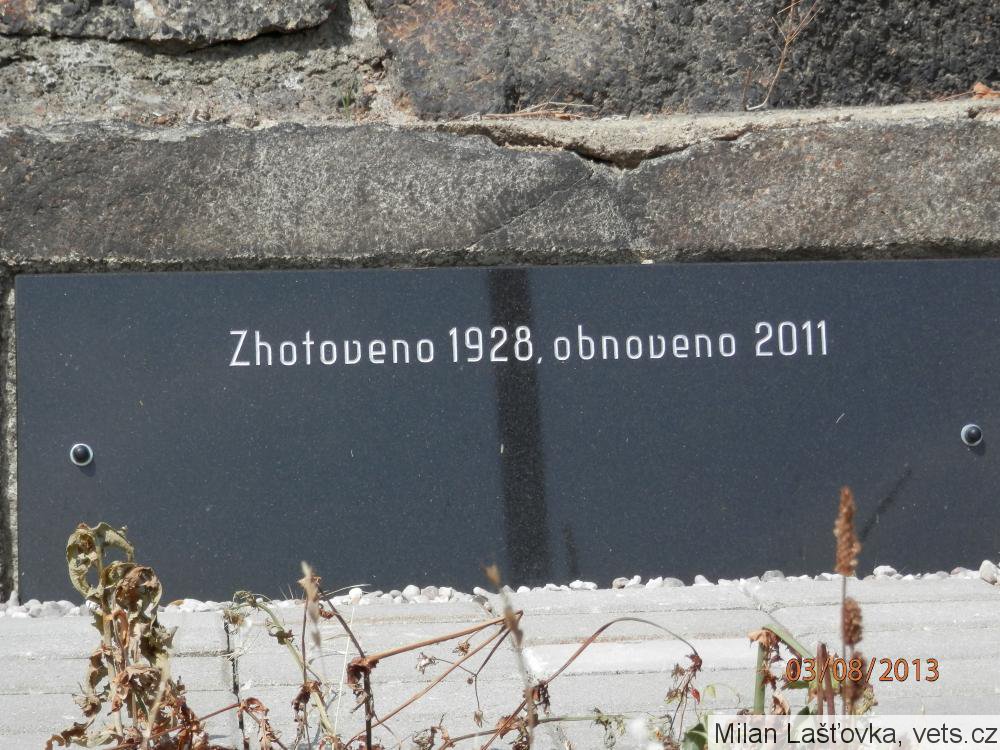 Zhotoveno 1928, obnoveno 2011
03/08/2013
Milan Lašťovka, vets.cz